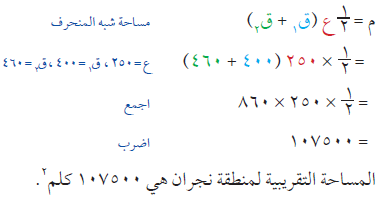 م = ١/٢ ع (ق١ + ق٢) مساحة شبه المنحرف
= ١/٢ × ٢٥٠ (٤٠٠ + ٤٦٠) ع=٢٥٠ ، ق١=٤٠٠ ، ق٢=٤٦٠
= ١/٢ × ٢٥٠ × ٨٦٠ اجمع
= ١٠٧٥٠٠ اضرب
المساحة التقريبية لمنطقة نجران هي ١٠٧٥٠٠ كلم٢.